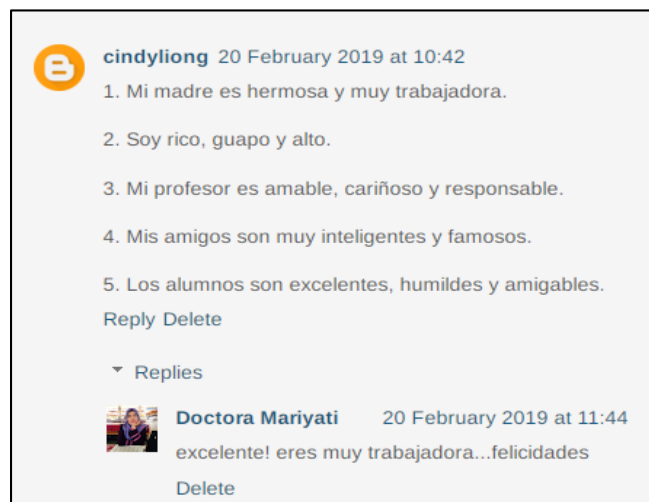 cindyliong 20 February 2019 at 10:42
1. Mi madre es hermosa y muy trabajadora.
2. Soy rico, guapo y alto.
3. Mi profesor es amable, cariñoso y responsable.
4. Mis amigos son muy inteligentes y famosos.
5. Los alumnos son excelentes, humildes y amigables.
Reply Delete
Replies
Doctora Mariyati 20 February 2019 at 11:44
excelente! eres muy trabajadora...felicidades
Delete